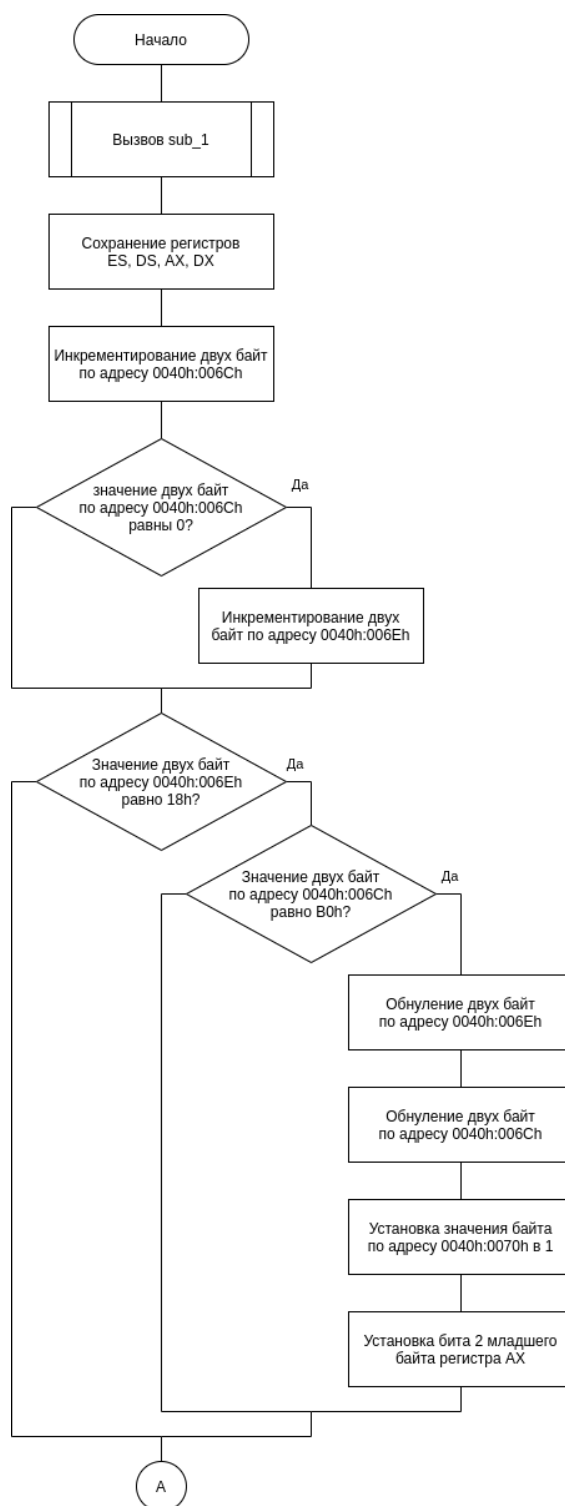 Начало
Вызвов sub_1
Сохранение регистров
ES, DS, AX, DX
Инкрементирование двух байт
по адресу 0040h:006Ch
значение двух байт
по адресу 0040h:006Ch
равны 0?
Да
Инкрементирование двух
байт по адресу 0040h:006Eh
Значение двух байт
по адресу 0040h:006Eh
равно 18h?
Да
Значение двух байт
по адресу 0040h:006Ch
равно B0h?
Да
Обнуление двух байт
по адресу 0040h:006Eh
Обнуление двух байт
по адресу 0040h:006Ch
Установка значения байта
по адресу 0040h:0070h в 1
Установка бита 2 младшего
байта регистра AX
A